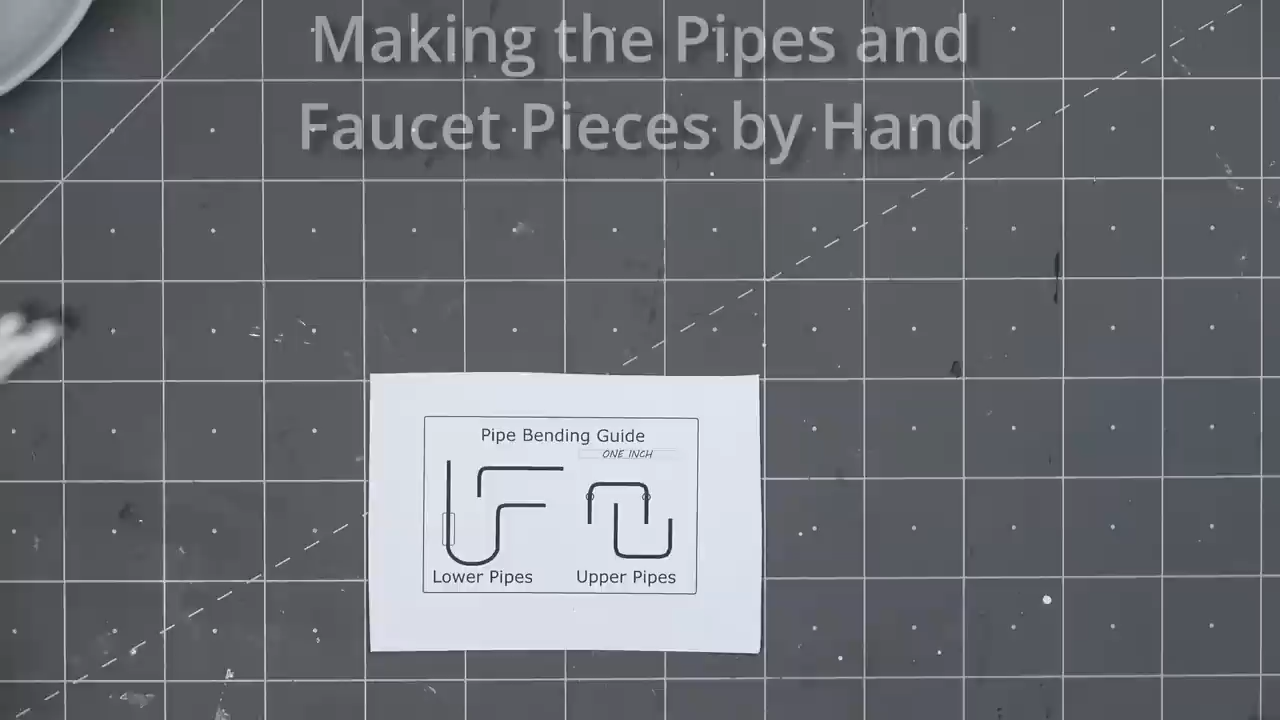 Making the Pipes and
Faucet Pieces by Hand
Pipe Bending Guide
ONE INCH
Lower Pipes
Upper Pipes